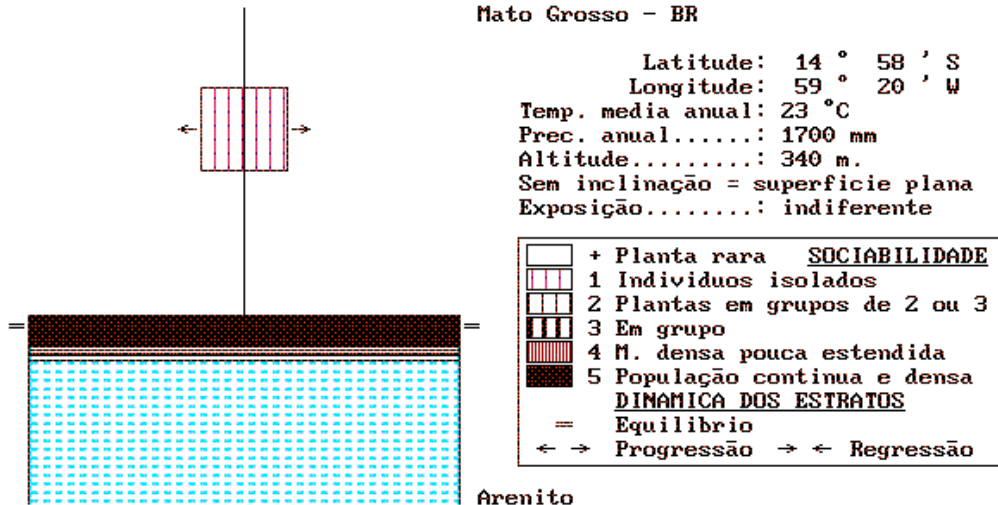 Mato Grosso - BR
Latitude: 14 ° 58 ' S
Longitude: 59 ° 20 ' W
Temp. media anual: 23 °C
Prec. anual......: 1700 mm
Altitude.........: 340 m.
Sem inclinação = superficie plana
Exposição........: indiferente
+ Planta rara SOCIABILIDADE
1 Individuos isolados
2 Plantas em grupos de 2 ou 3
3 Em grupo
4 M. densa pouca estendida
5 População continua e densa
DINAMICA DOS ESTRATOS
= Equilibrio
← → Progressão → ← Regressão
Arenito